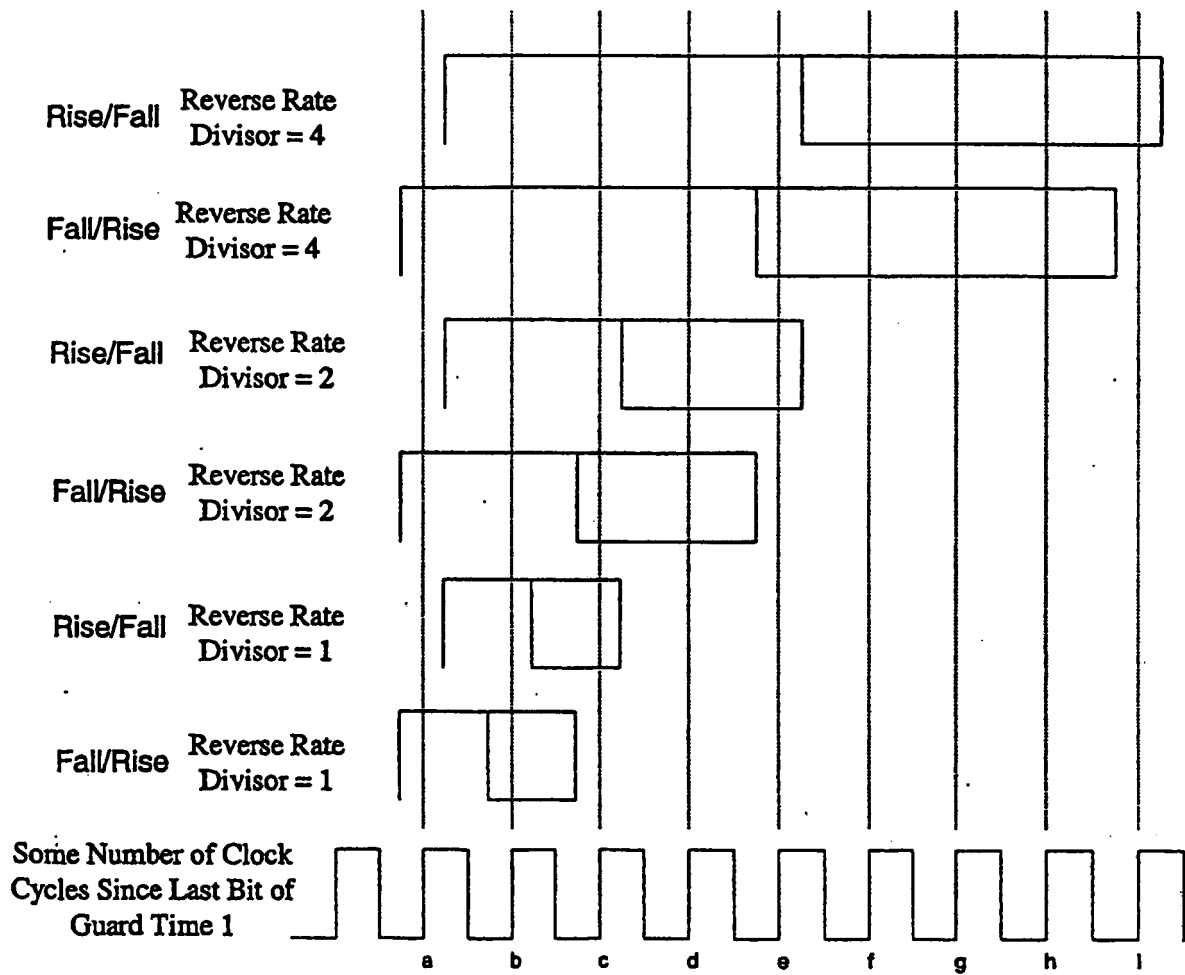 Rise/Fall Reverse Rate
Divisor = 4
Fall/Rise Reverse Rate
Divisor = 4
Rise/Fall Reverse Rate
Divisor = 2
Fall/Rise Reverse Rate
Divisor = 2
Rise/Fall Reverse Rate
Divisor = 1
Fall/Rise Reverse Rate
Divisor = 1
Some Number of Clock
Cycles Since Last Bit of
Guard Time 1
a b c d e f g h I